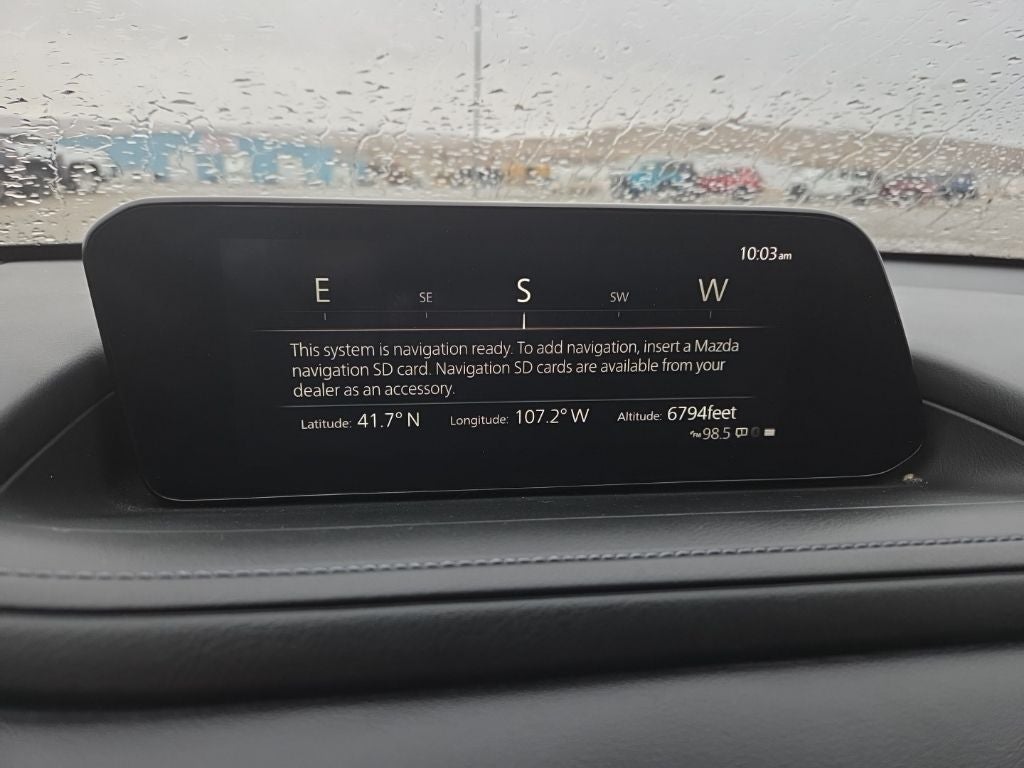 10:03am
E SE S SW W
This system is navigation ready. To add navigation, insert a Mazda
navigation SD card. Navigation SD cards are available from your
dealer as an accessory.
Latitude: 41.7° N Longitude: 107.2° W Altitude: 6794feet
FM 98.5